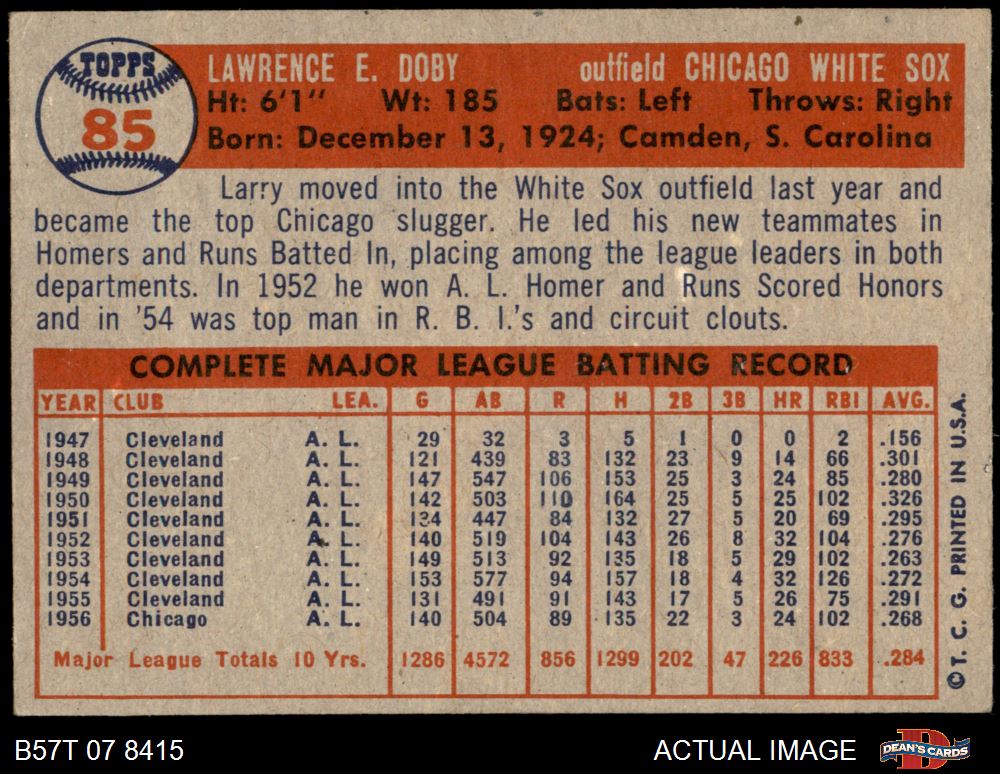 TOPPS
85
LAWRENCE E. DOBY outfield CHICAGO WHITE SOX
Ht: 6'1" Wt: 185 Bats: Left Throws: Right
Born: December 13, 1924; Camden, S. Carolina
Larry moved into the White Sox outfield last year and
became the top Chicago slugger. He led his new teammates in
Homers and Runs Batted In, placing among the league leaders in both
departments. In 1952 he won A. L. Homer and Runs Scored Honors
and in '54 was top man in R. B. I.'s and circuit clouts.
COMPLETE MAJOR LEAGUE BATTING RECORD
YEAR CLUB LEA. G AB R H 2B 3B HR RBI AVG.
1947 Cleveland A. L. 29 32 3 5 1 0 0 2 .156
1948 Cleveland A. L. 121 439 83 132 23 9 14 66 .301
1949 Cleveland A. L. 147 547 106 153 25 3 24 85 .280
1950 Cleveland A. L. 142 503 110 164 25 5 25 102 .326
1951 Cleveland A. L. 134 447 84 132 27 5 20 69 .295
1952 Cleveland A. L. 140 519 104 143 26 8 32 104 .276
1953 Cleveland A. L. 149 513 92 135 18 5 29 102 .263
1954 Cleveland A. L. 153 577 94 157 18 4 32 126 .272
1955 Cleveland A. L. 131 491 91 143 17 5 26 75 .291
1956 Chicago A. L. 140 504 89 135 22 3 24 102 .268
Major League Totals 10 Yrs. 1286 4572 856 1299 202 47 226 833 .284
©T. C. G. PRINTED IN U.S.A.
B57T 07 8415 ACTUAL IMAGE
DEAN'S CARDS